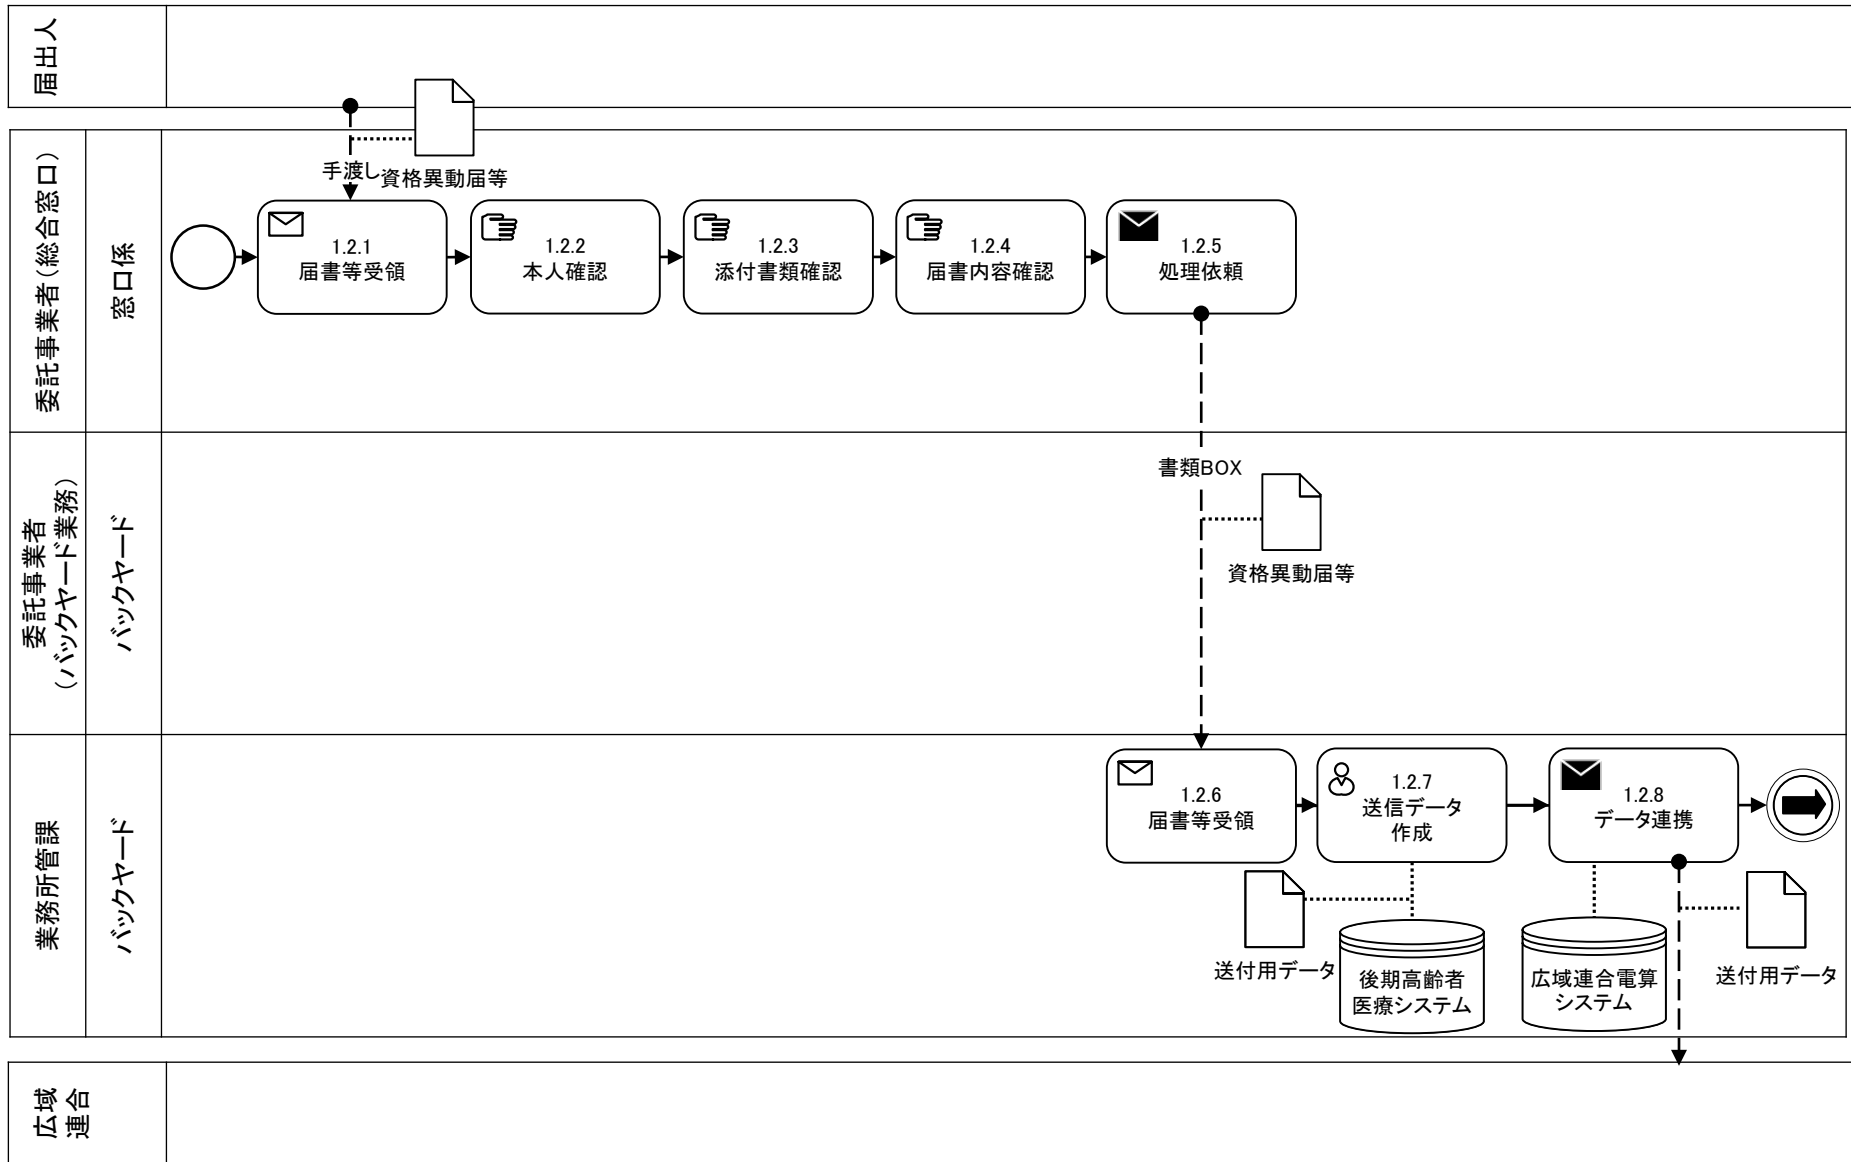 届出人
手渡し
資格異動届等
委託事業者（総合窓口）
窓口係
1.2.1
届書等受領
1.2.2
本人確認
1.2.3
添付書類確認
1.2.4
届書内容確認
1.2.5
処理依頼
委託事業者
（バックヤード業務）
バックヤード
書類BOX
資格異動届等
業務所管課
バックヤード
1.2.6
届書等受領
1.2.7
送信データ
作成
1.2.8
データ連携
送付用データ
後期高齢者
医療システム
広域連合電算
システム
送付用データ
広域
連合